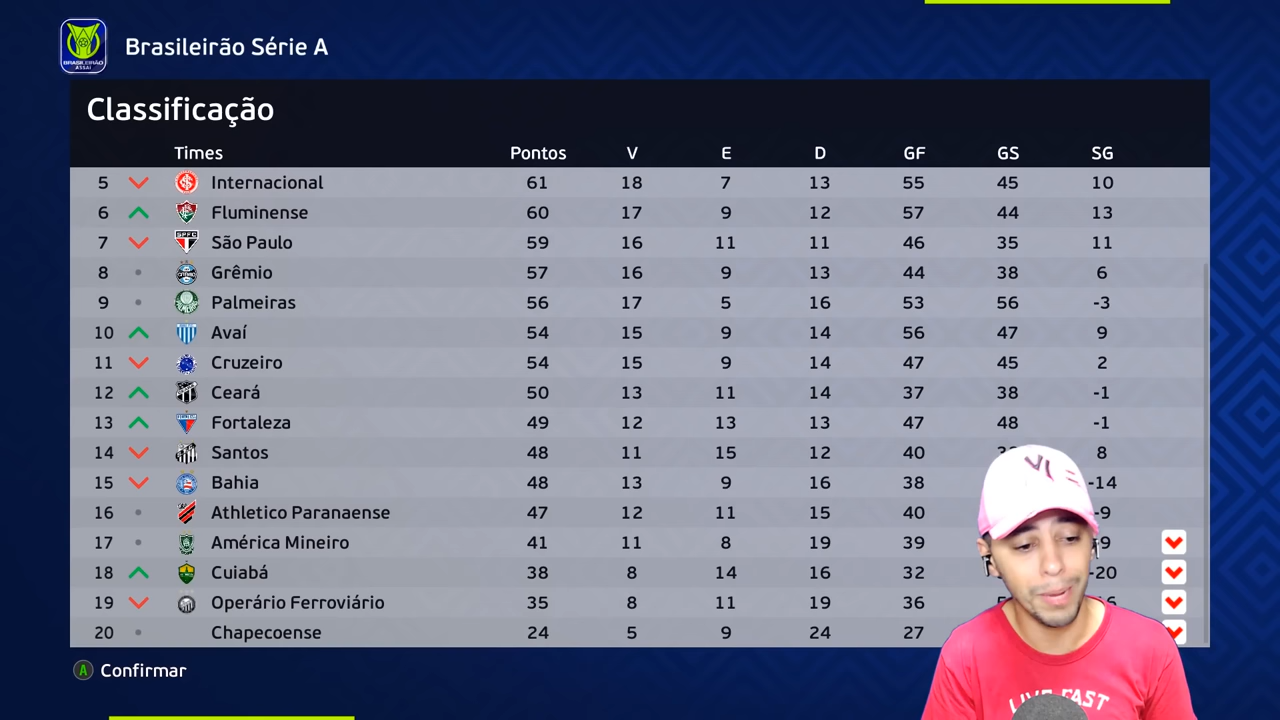 BRASILEIRÃO
ASSAÍ
Brasileirão Série A
Classificação
Times Pontos V E D GF GS SG
5 Internacional 61 18 7 13 55 45 10
6 Fluminense 60 17 9 12 57 44 13
7 São Paulo 59 16 11 11 46 35 11
8 Grêmio 57 16 9 13 44 38 6
9 Palmeiras 56 17 5 16 53 56 -3
10 Avaí 54 15 9 14 56 47 9
11 Cruzeiro 54 15 9 14 47 45 2
12 Ceará 50 13 11 14 37 38 -1
13 Fortaleza 49 12 13 13 47 48 -1
14 Santos 48 11 15 12 40 8
15 Bahia 48 13 9 16 38 -14
16 Athletico Paranaense 47 12 11 15 40 -9
17 América Mineiro 41 11 8 19 39
18 Cuiabá 38 8 14 16 32 -20
19 Operário Ferroviário 35 8 11 19 36
20 Chapecoense 24 5 9 24 27
A Confirmar
LIVE FAST